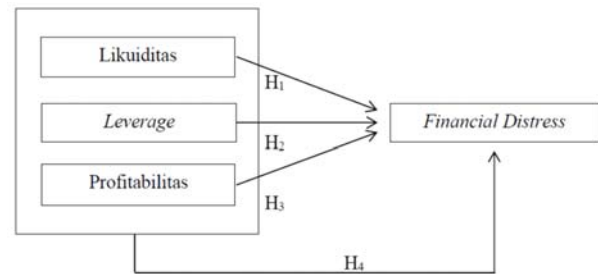 Likuiditas
H1
Leverage
Financial Distress
H2
Profitabilitas
H3
H4